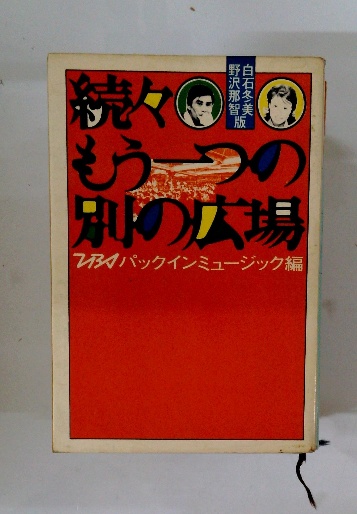 続々
白石冬美
野沢那智版
もう一つの
別の広場
TBS パックインミュージック編